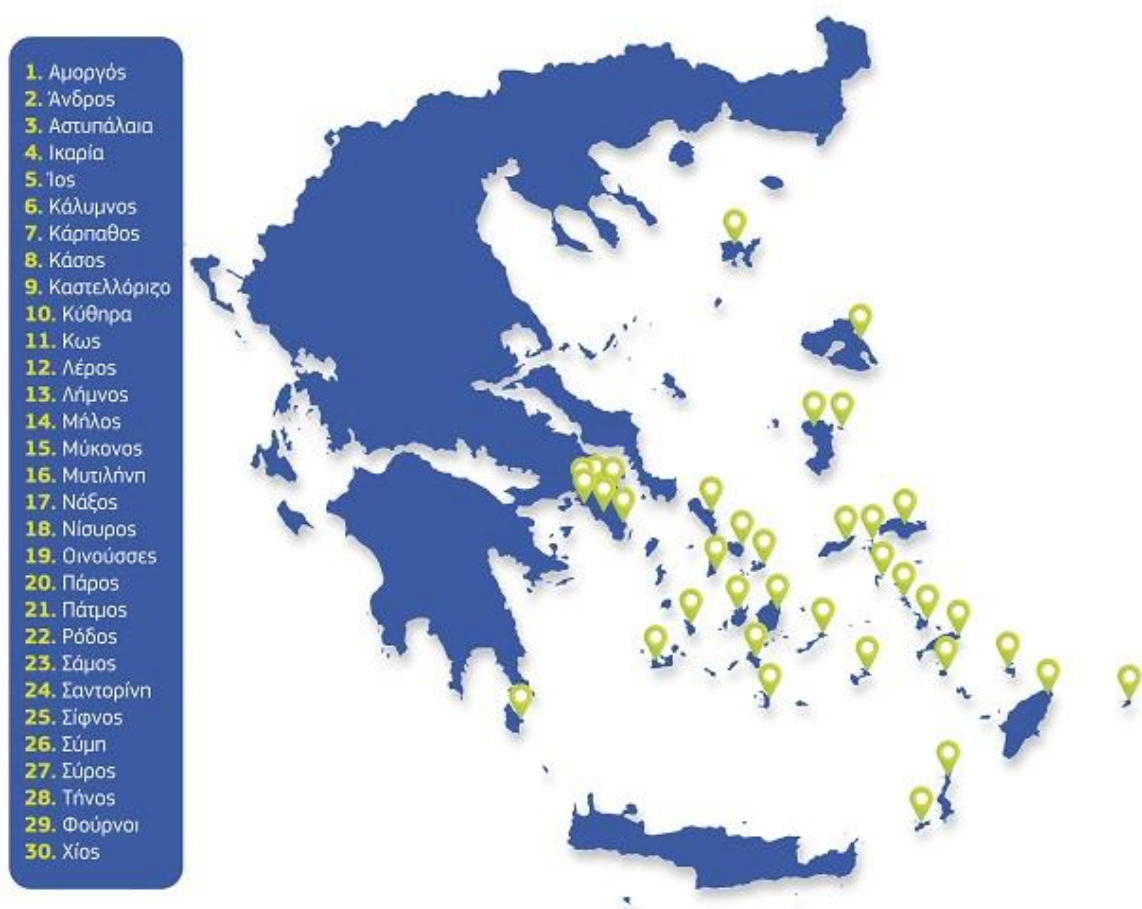 1. Αμοργός
2. Άνδρος
3. Αστυπάλαια
4. Ικαρία
5. Ίος
6. Κάλυμνος
7. Κάρπαθος
8. Κάσος
9. Καστελλόριζο
10. Κύθηρα
11. Κως
12. Λέρος
13. Λήμνος
14. Μήλος
15. Μύκονος
16. Μυτιλήνη
17. Νάξος
18. Νίσυρος
19. Οινούσσες
20. Πάρος
21. Πάτμος
22. Ρόδος
23. Σάμος
24. Σαντορίνη
25. Σίφνος
26. Σύμη
27. Σύρος
28. Τήνος
29. Φούρνοι
30. Χίος